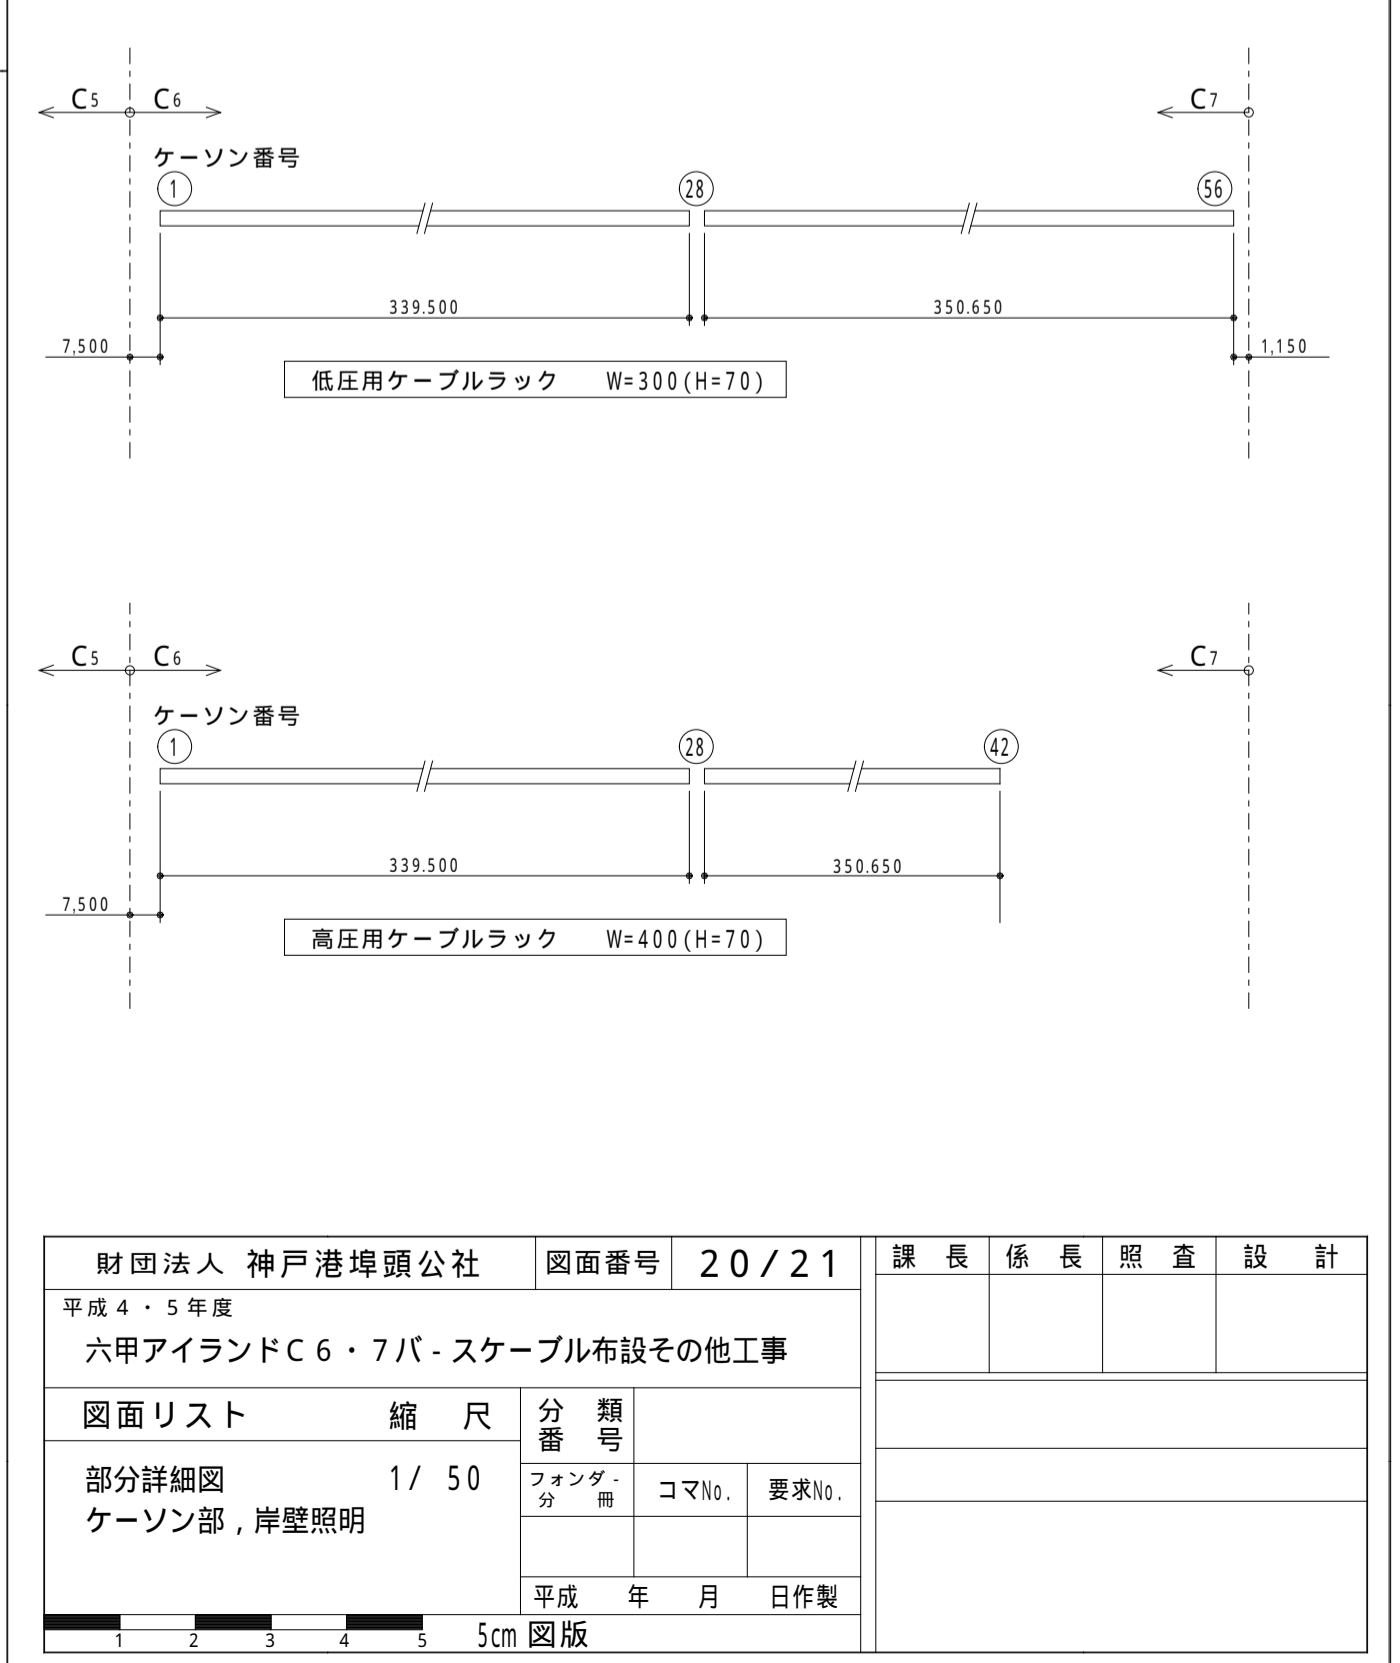 C5 C6 C7
ケーソン番号
1 28 56
339.500 350.650
7,500 1,150
低圧用ケーブルラック W=300(H=70)
C5 C6 C7
ケーソン番号
1 28 42
339.500 350.650
7,500
高圧用ケーブルラック W=400(H=70)
財団法人 神戸港埠頭公社 図面番号 20/21
平成4・5年度
六甲アイランドC6・7バ-スケーブル布設その他工事
図面リスト 縮尺
部分詳細図 1/ 50
ケーソン部,岸壁照明
分類
番号
フォンダ- コマNo. 要求No.
分冊
平成 年 月 日作製
1 2 3 4 5 5cm 図版
課長 係長 照査 設計